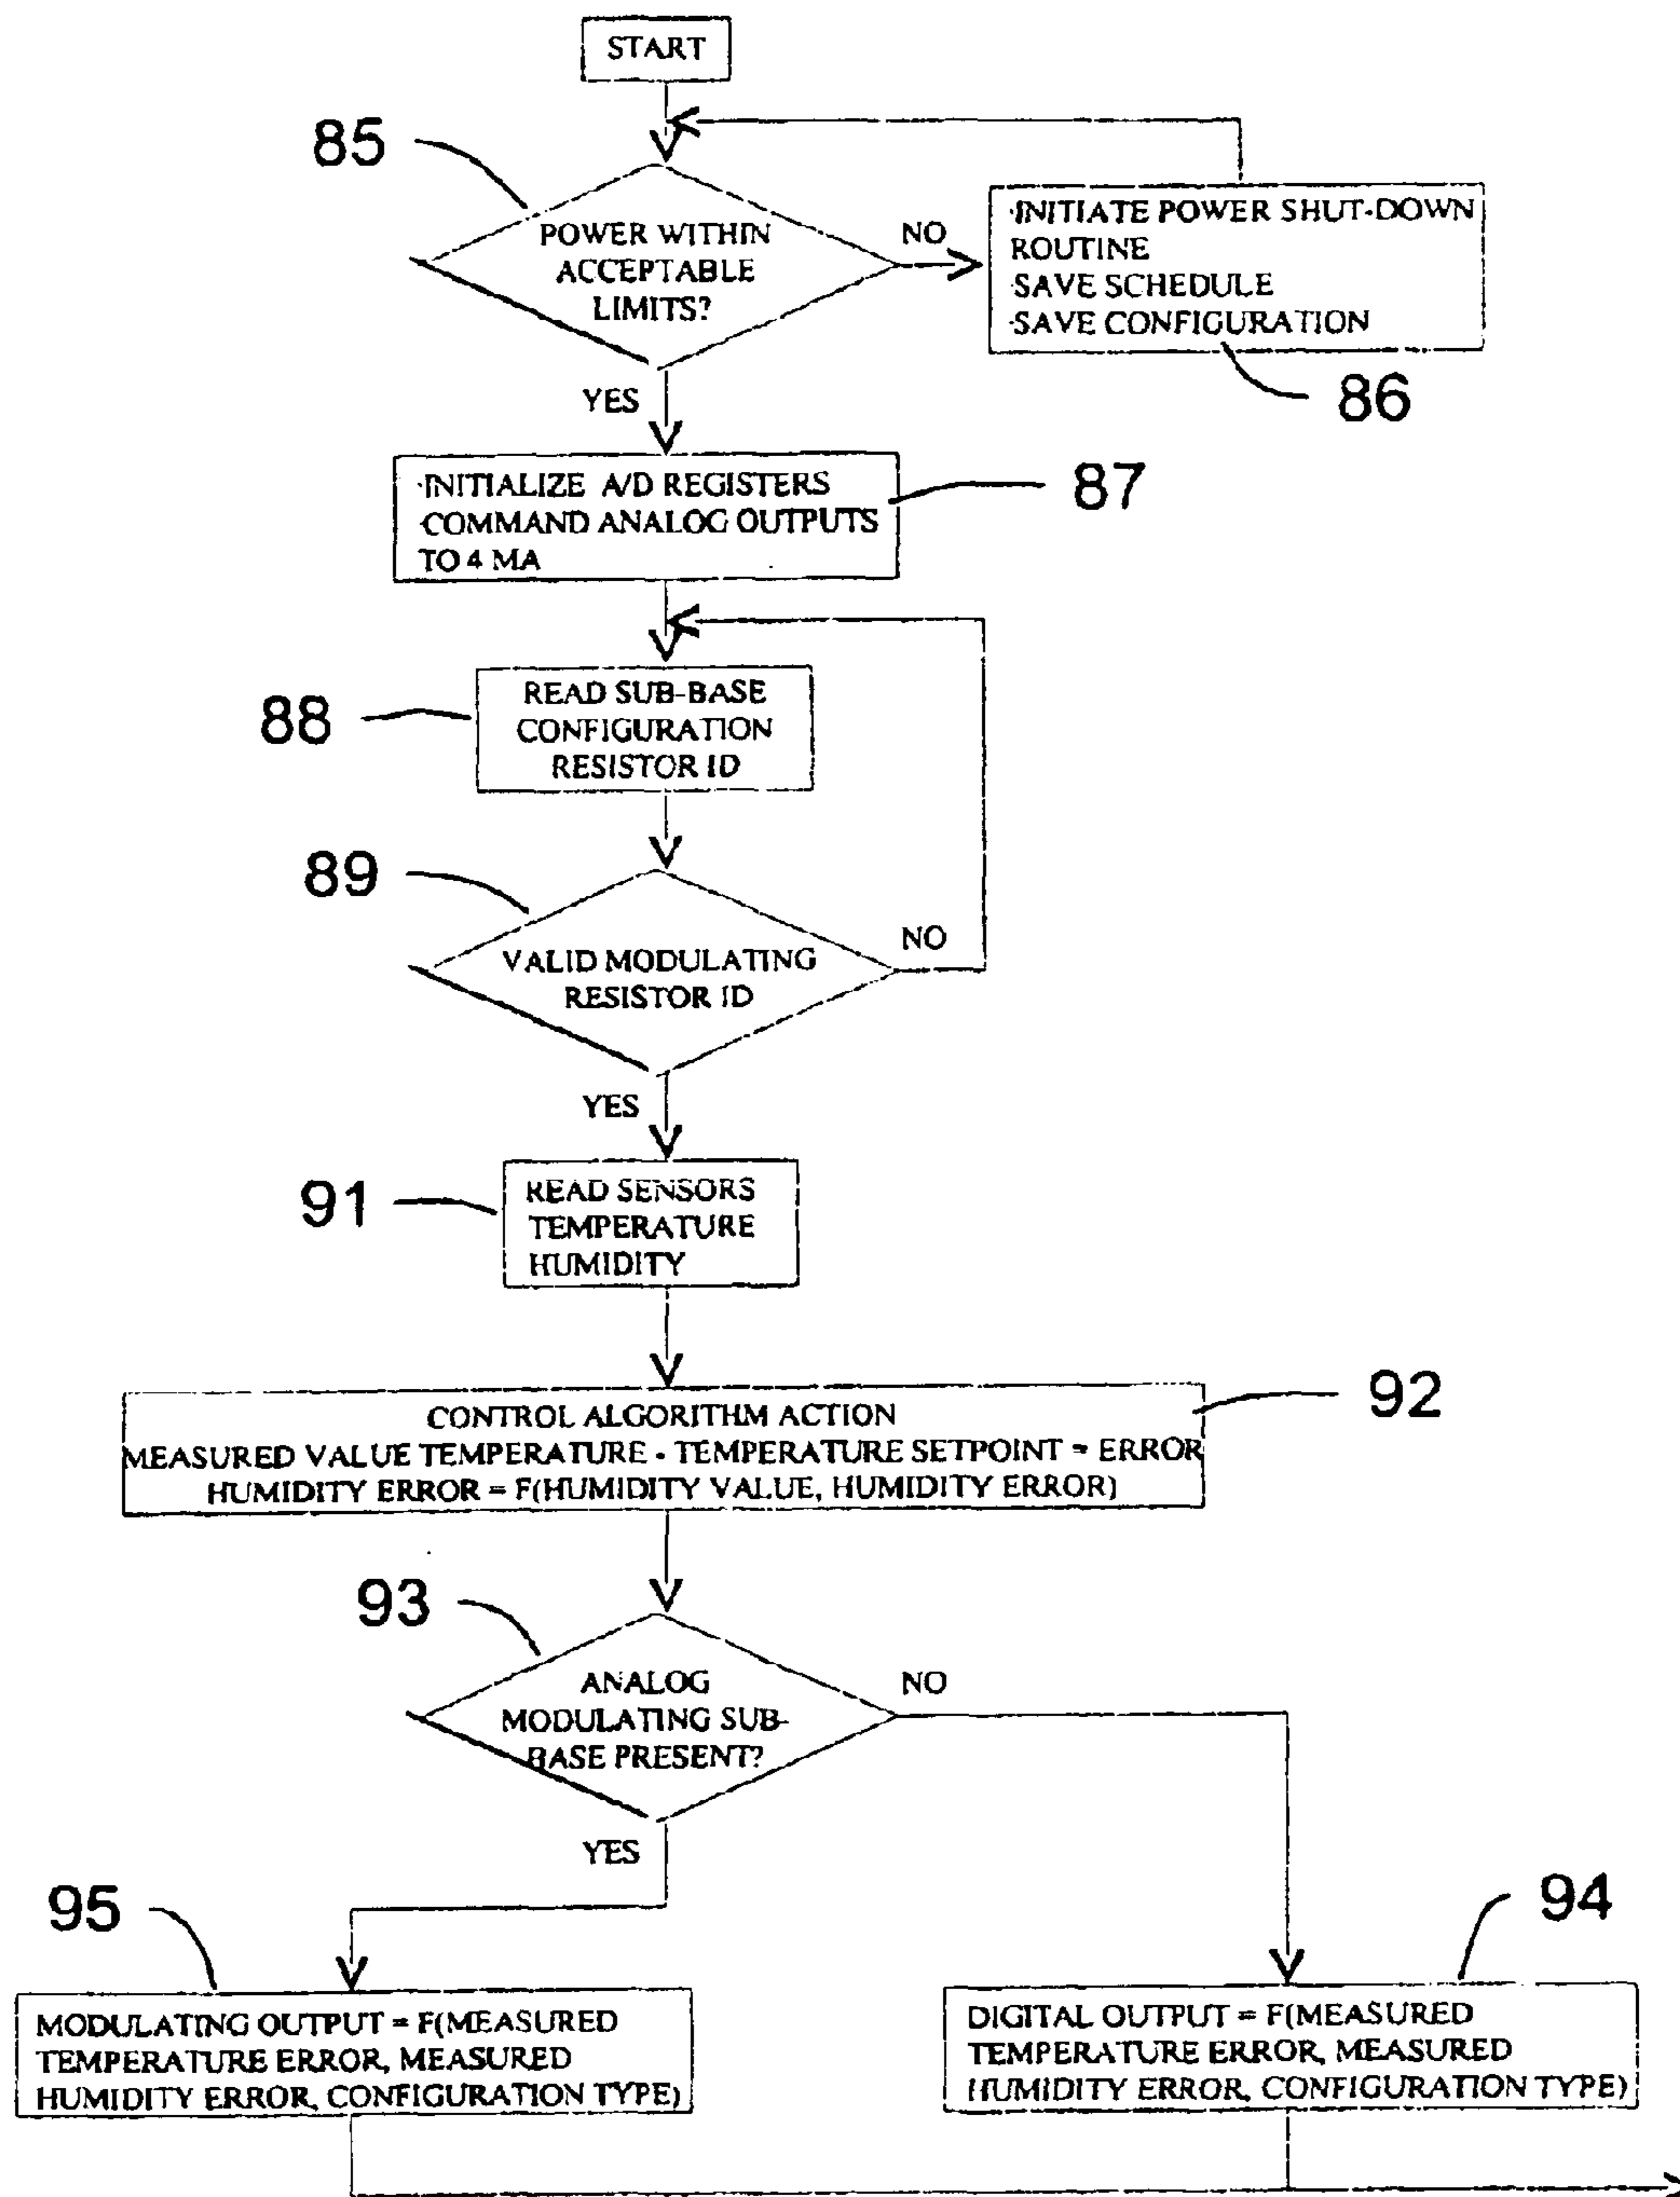 START
85
POWER WITHIN
ACCEPTABLE
LIMITS?
NO
·INITIATE POWER SHUT-DOWN
ROUTINE
·SAVE SCHEDULE
·SAVE CONFIGURATION
86
YES
·INITIALIZE A/D REGISTERS
·COMMAND ANALOG OUTPUTS
TO 4 MA
87
88
READ SUB-BASE
CONFIGURATION
RESISTOR ID
89
VALID MODULATING
RESISTOR ID
NO
YES
91
READ SENSORS
TEMPERATURE
HUMIDITY
92
CONTROL ALGORITHM ACTION
MEASURED VALUE TEMPERATURE - TEMPERATURE SETPOINT = ERROR
HUMIDITY ERROR = F(HUMIDITY VALUE, HUMIDITY ERROR)
93
ANALOG
MODULATING SUB-
BASE PRESENT?
NO
YES
95
MODULATING OUTPUT = F(MEASURED
TEMPERATURE ERROR, MEASURED
HUMIDITY ERROR, CONFIGURATION TYPE)
94
DIGITAL OUTPUT = F(MEASURED
TEMPERATURE ERROR, MEASURED
HUMIDITY ERROR, CONFIGURATION TYPE)